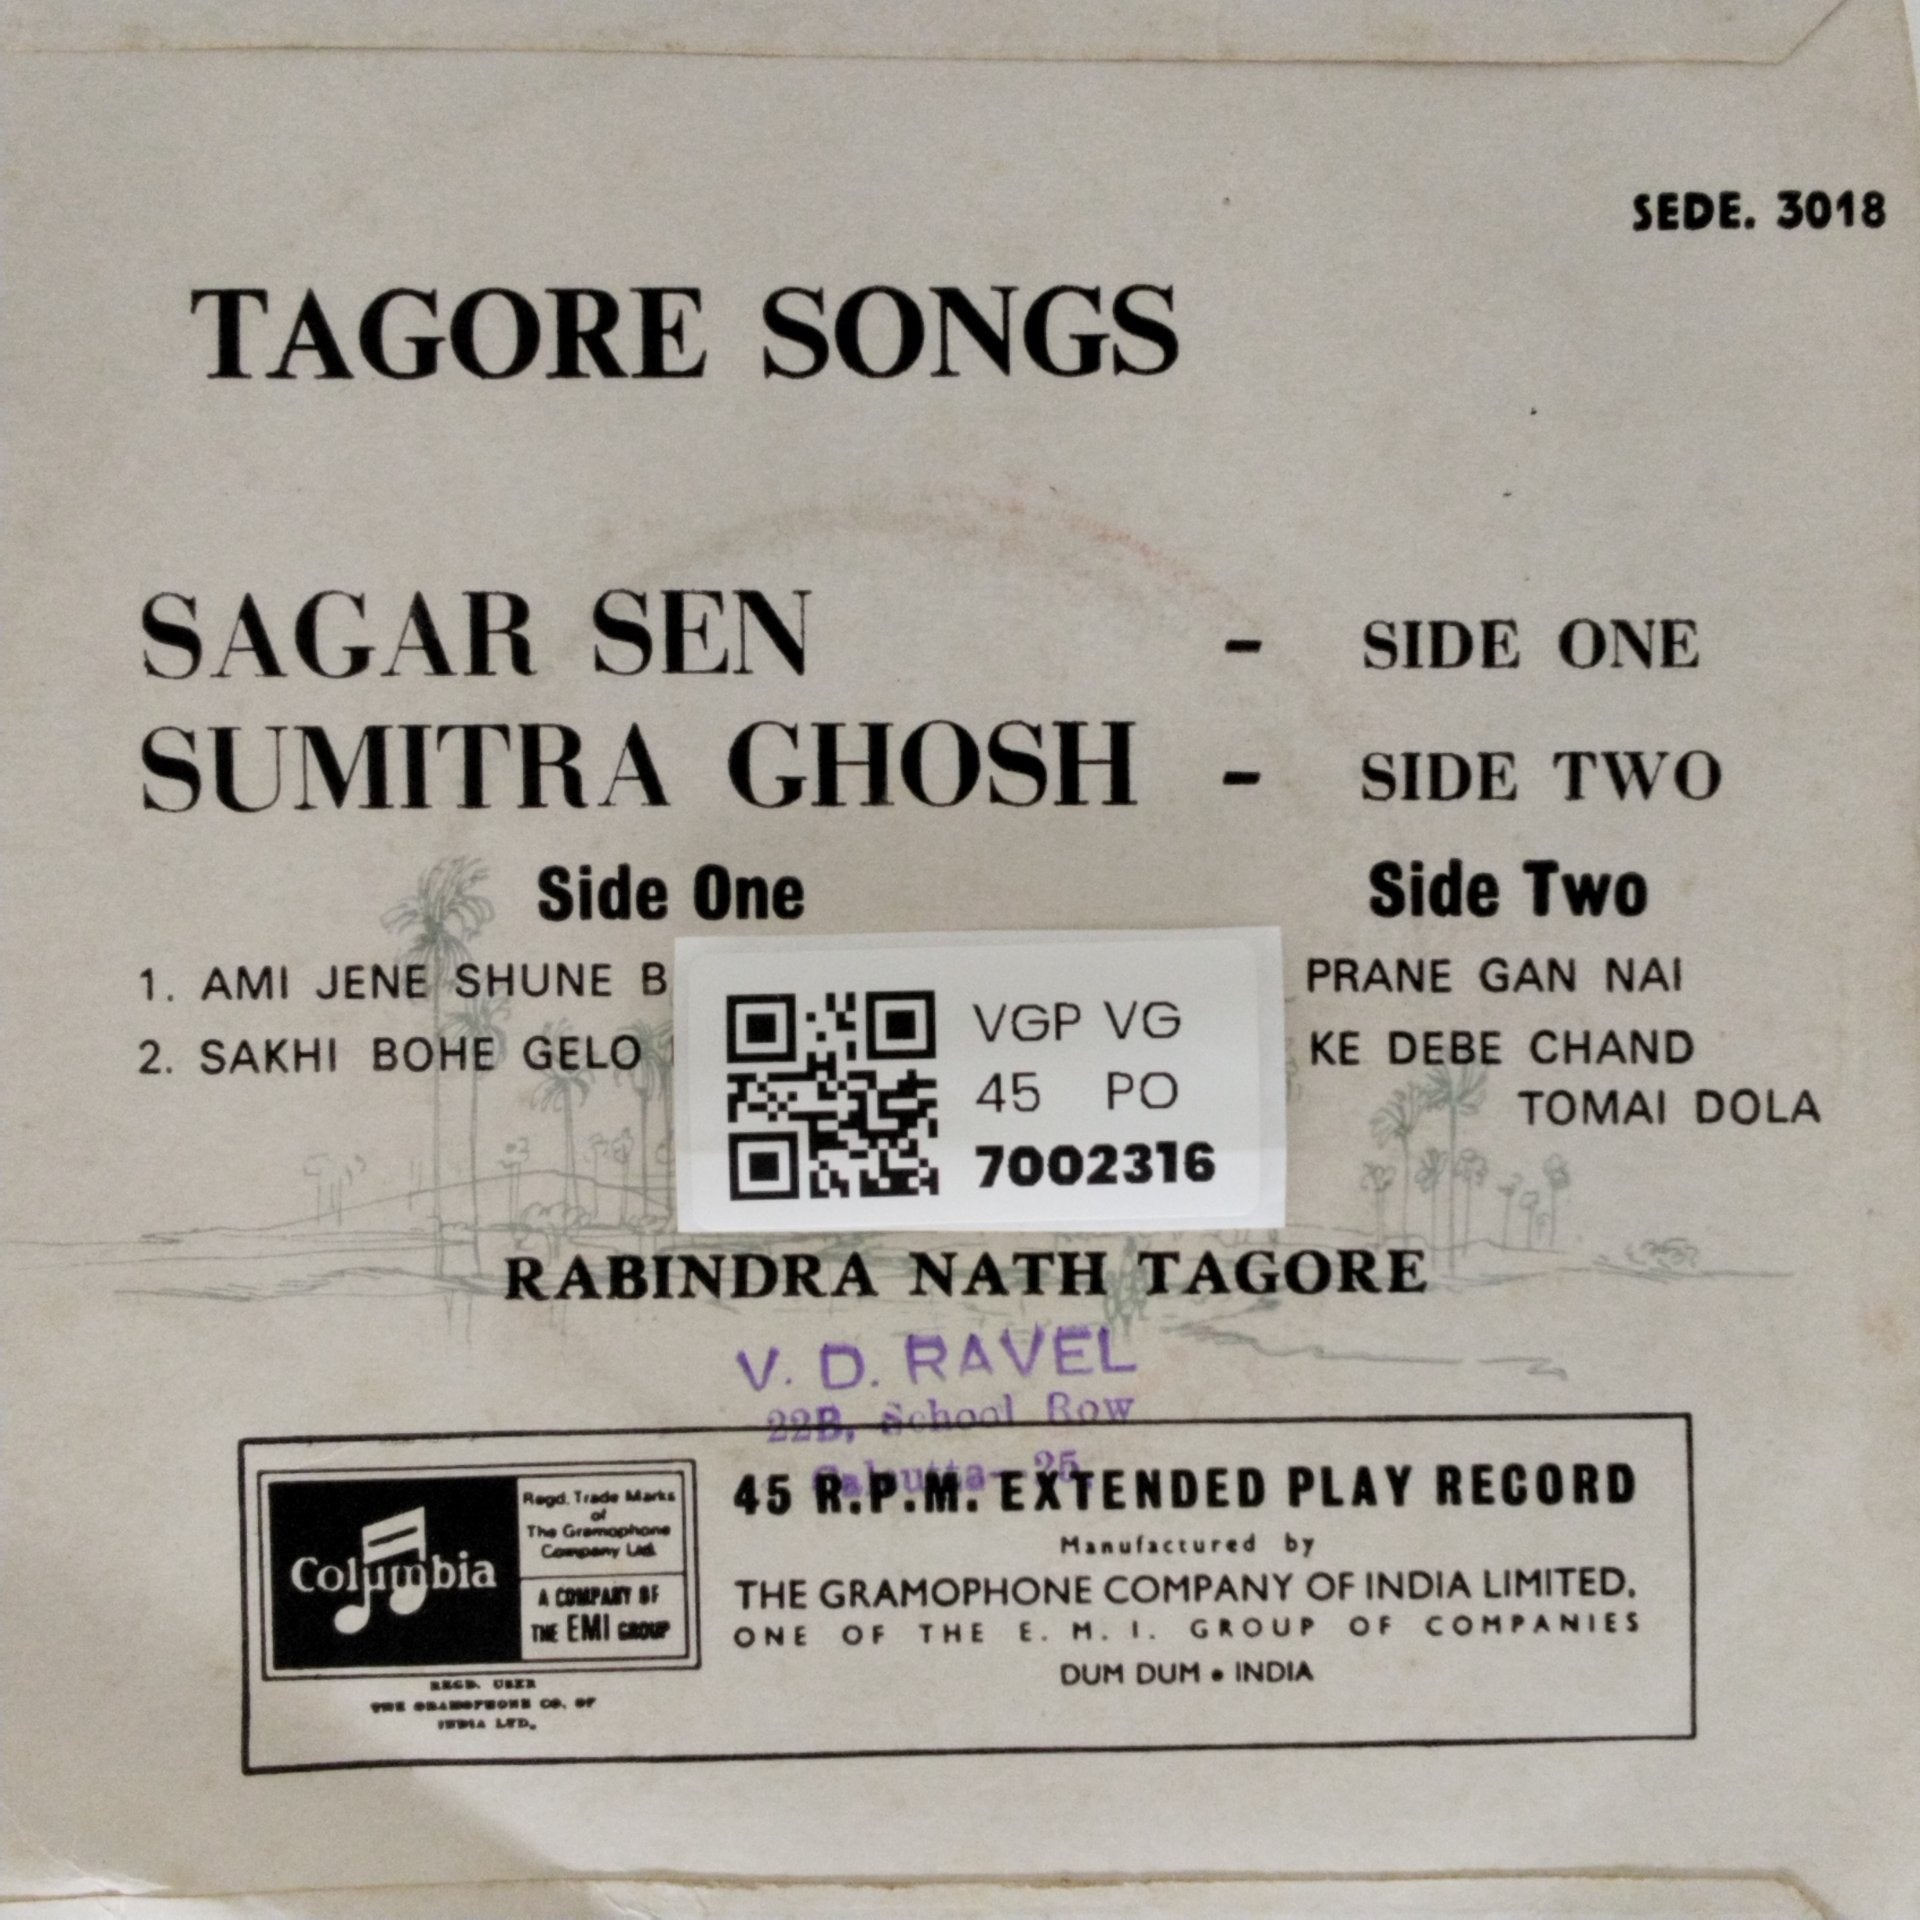 SEDE. 3018
TAGORE SONGS
SAGAR SEN - SIDE ONE
SUMITRA GHOSH - SIDE TWO
Side One
1. AMI JENE SHUNE B
2. SAKHI BOHE GELO
Side Two
PRANE GAN NAI
KE DEBE CHAND
TOMAI DOLA
VGP VG
45 PO
7002316
RABINDRA NATH TAGORE
V. D. RAVEL
22B, School Row
Calcutta-25
Columbia
Regd. Trade Marks
of
The Gramophone
Company Ltd.
A COMPANY OF
THE EMI GROUP
REGD. USER
THE GRAMOPHONE CO. OF
INDIA LTD.
45 R.P.M. EXTENDED PLAY RECORD
Manufactured by
THE GRAMOPHONE COMPANY OF INDIA LIMITED.
ONE OF THE E. M. I. GROUP OF COMPANIES
DUM DUM • INDIA